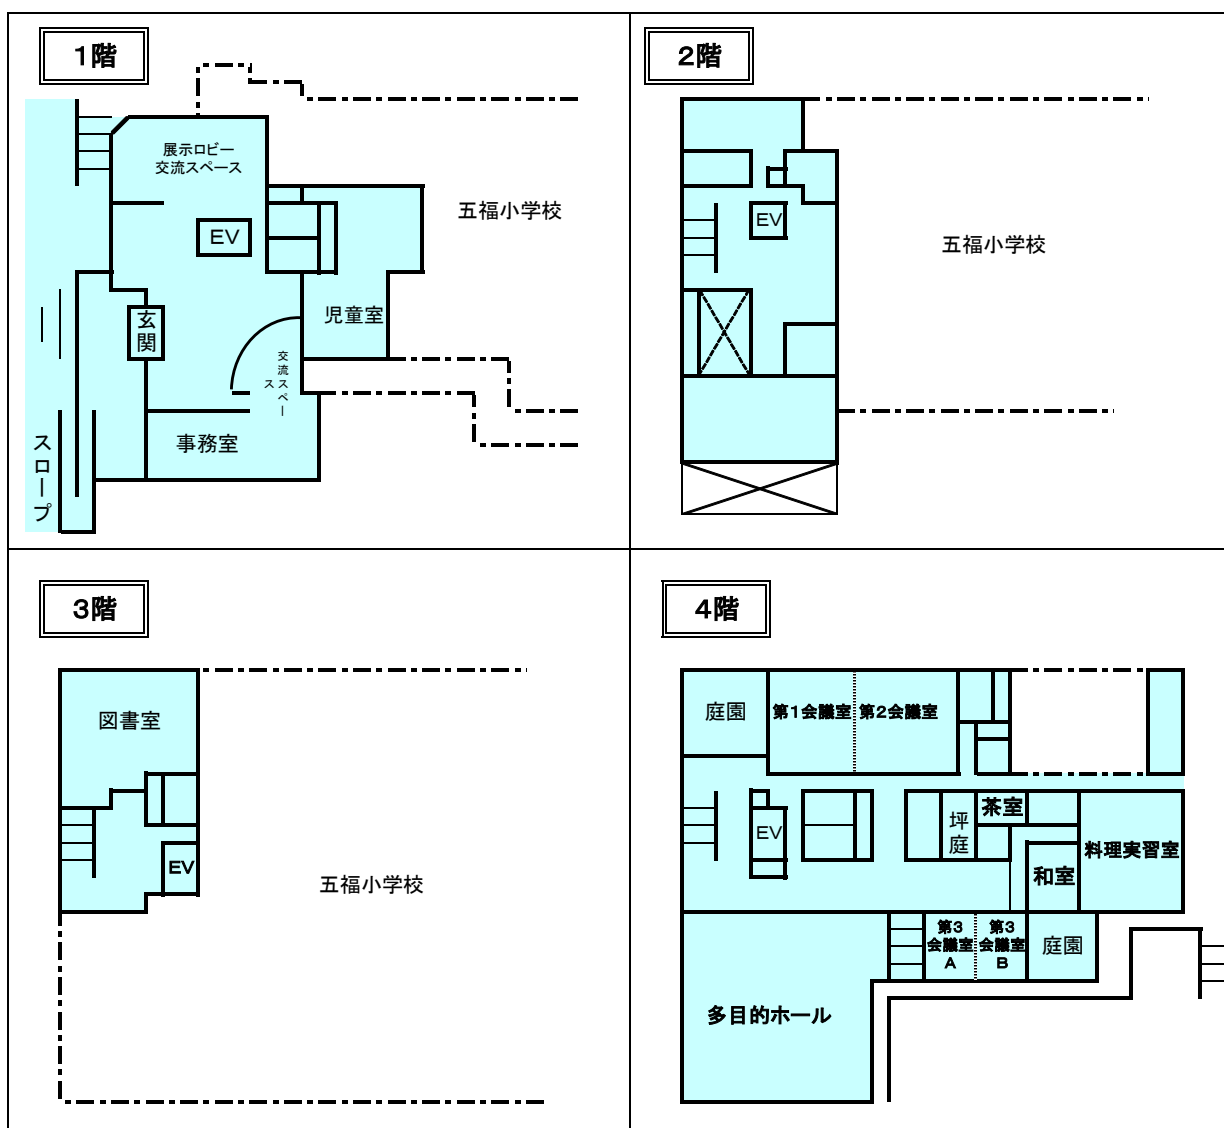 1階
展示ロビー
交流スペース
EV
五福小学校
玄関
児童室
交流スペース
事務室
スロープ
2階
EV
五福小学校
3階
図書室
EV
五福小学校
4階
庭園
第1会議室
第2会議室
EV
坪庭
茶室
和室
料理実習室
第3
会議室
A
第3
会議室
B
庭園
多目的ホール